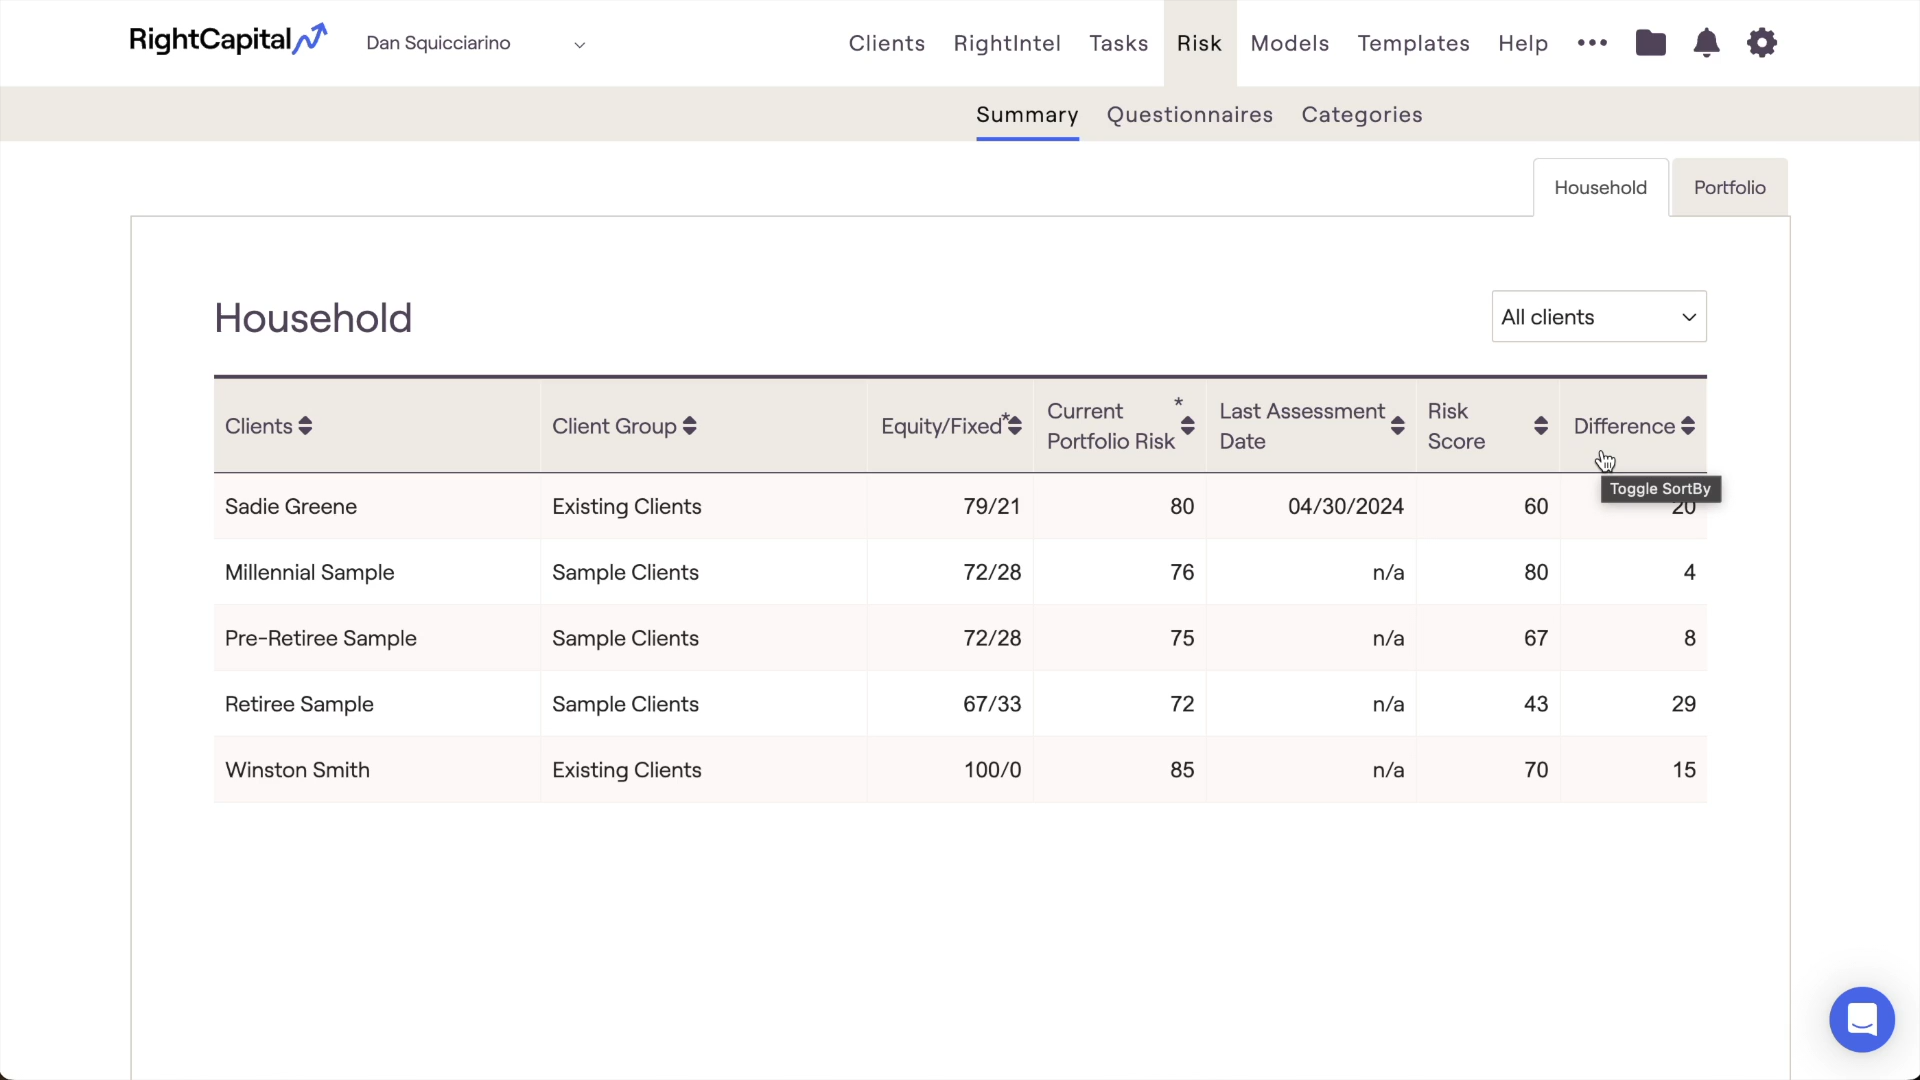 RightCapital Dan Squicciarino Clients RightIntel Tasks Risk Models Templates Help
Summary Questionnaires Categories
Household Portfolio
Household All clients
Clients Client Group Equity/Fixed* Current Portfolio Risk * Last Assessment Date Risk Score Difference
Toggle SortBy
Sadie Greene Existing Clients 79/21 80 04/30/2024 60 20
Millennial Sample Sample Clients 72/28 76 n/a 80 4
Pre-Retiree Sample Sample Clients 72/28 75 n/a 67 8
Retiree Sample Sample Clients 67/33 72 n/a 43 29
Winston Smith Existing Clients 100/0 85 n/a 70 15